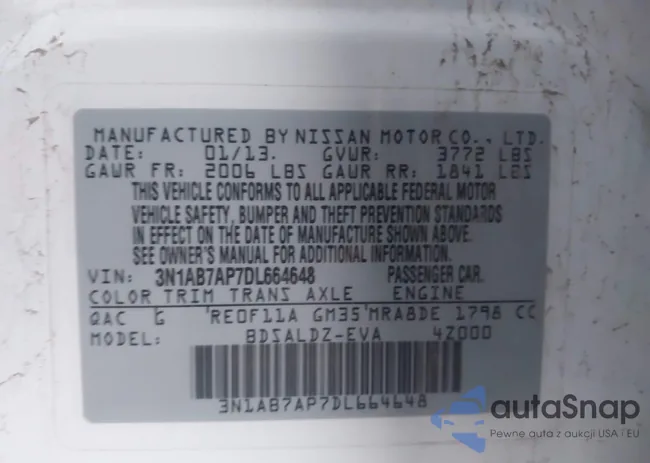 MANUFACTURED BY NISSAN MOTOR CO., LTD.
DATE: 01/13. GVWR: 3772 LBS
GAWR FR: 2006 LBS GAWR RR: 1841 LBS
THIS VEHICLE CONFORMS TO ALL APPLICABLE FEDERAL MOTOR
VEHICLE SAFETY, BUMPER AND THEFT PREVENTION STANDARDS
IN EFFECT ON THE DATE OF MANUFACTURE SHOWN ABOVE.
SEE OWNER'S MANUAL FOR ADDITIONAL INFORMATION.
VIN: 3N1AB7AP7DL664648 PASSENGER CAR.
COLOR TRIM TRANS AXLE ENGINE
QAC G 'RE0F11A GM35'MRA8DE 1798 CC
MODEL: BDSALDZ-EVA 4Z000
3N1AB7AP7DL664648
autaSnap
Pewne auta z aukcji USA i EU